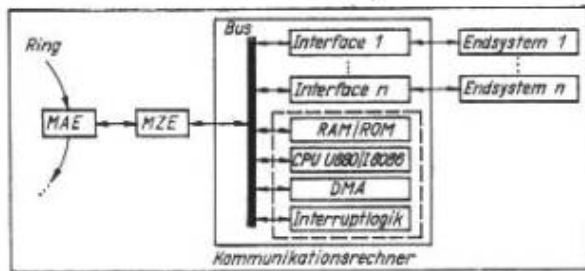 Bus
Ring
Interface 1
Endsystem 1
Interface n
Endsystem n
MAE
MZE
RAM/ROM
CPU U880/I8086
DMA
Interruptlogik
Kommunikationsrechner